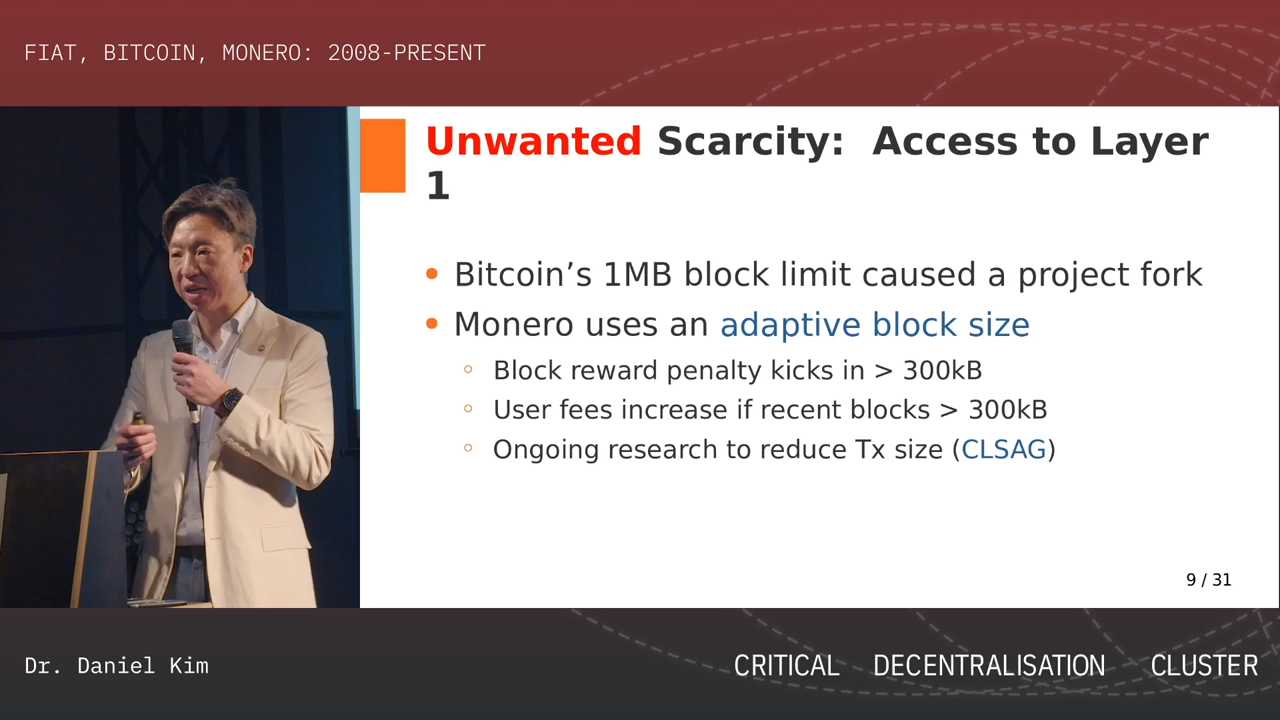 FIAT, BITCOIN, MONERO: 2008-PRESENT
Unwanted Scarcity:  Access to Layer
1
• Bitcoin’s 1MB block limit caused a project fork
• Monero uses an adaptive block size
◦ Block reward penalty kicks in > 300kB
◦ User fees increase if recent blocks > 300kB
◦ Ongoing research to reduce Tx size (CLSAG)
9 / 31
Dr. Daniel Kim
CRITICAL DECENTRALISATION CLUSTER